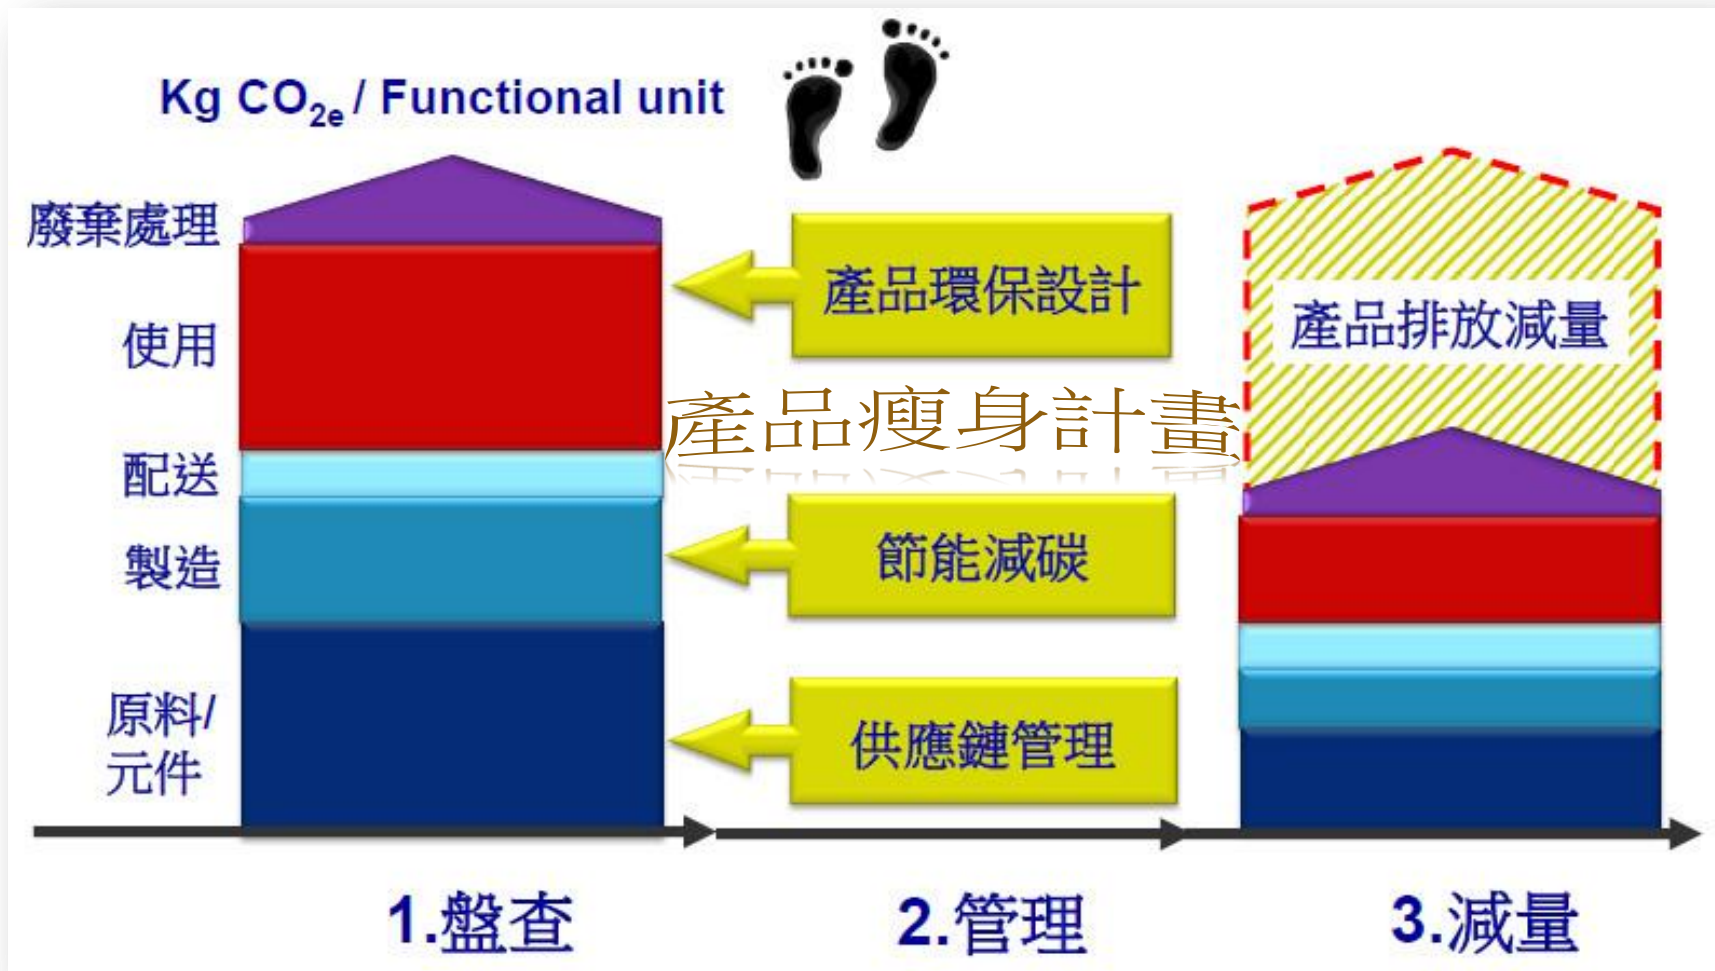 Kg CO2e / Functional unit
廢棄處理
使用
配送
製造
原料/
元件
產品環保設計
產品瘦身計畫
節能減碳
供應鏈管理
產品排放減量
1.盤查
2.管理
3.減量